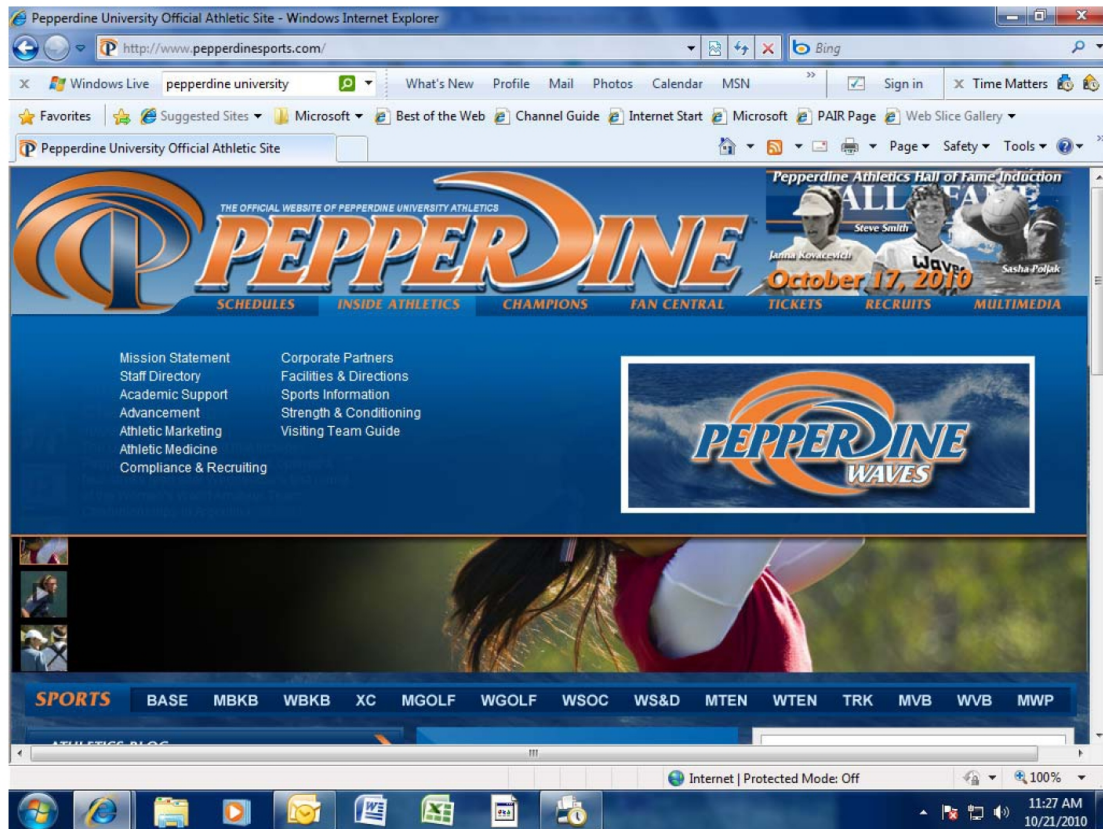 Pepperdine University Official Athletic Site - Windows Internet Explorer
http://www.pepperdinesports.com/
Bing
Windows Live pepperdine university What's New Profile Mail Photos Calendar MSN Sign in Time Matters
Favorites Suggested Sites Microsoft Best of the Web Channel Guide Internet Start Microsoft PAIR Page Web Slice Gallery
Pepperdine University Official Athletic Site Page Safety Tools
THE OFFICIAL WEBSITE OF PEPPERDINE UNIVERSITY ATHLETICS
PEPPERDINE
Pepperdine Athletics Hall of Fame Induction
HALL OF FAME
Steve Smith
Janna Kovacevich
Waves
Sasha Poljak
October 17, 2010
SCHEDULES INSIDE ATHLETICS CHAMPIONS FAN CENTRAL TICKETS RECRUITS MULTIMEDIA
Mission Statement
Staff Directory
Academic Support
Advancement
Athletic Marketing
Athletic Medicine
Compliance & Recruiting
Corporate Partners
Facilities & Directions
Sports Information
Strength & Conditioning
Visiting Team Guide
PEPPERDINE
WAVES
SPORTS BASE MBKB WBKB XC MGOLF WGOLF WSOC WS&D MTEN WTEN TRK MVB WVB MWP
ATHLETICS BLOG
Internet | Protected Mode: Off 100%
11:27 AM
10/21/2010